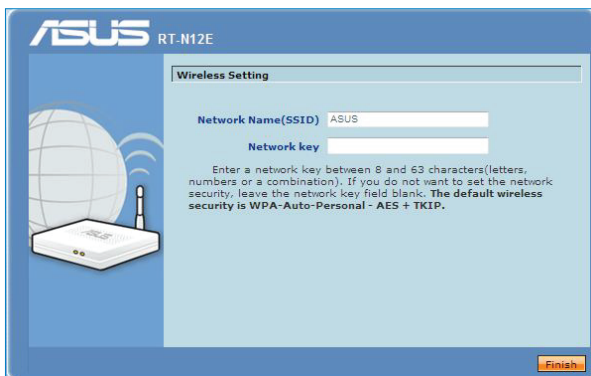 ASUS RT-N12E
Wireless Setting
Network Name(SSID) ASUS
Network key
Enter a network key between 8 and 63 characters(letters,
numbers or a combination). If you do not want to set the network
security, leave the network key field blank. The default wireless
security is WPA-Auto-Personal - AES + TKIP.
ASUS
Finish